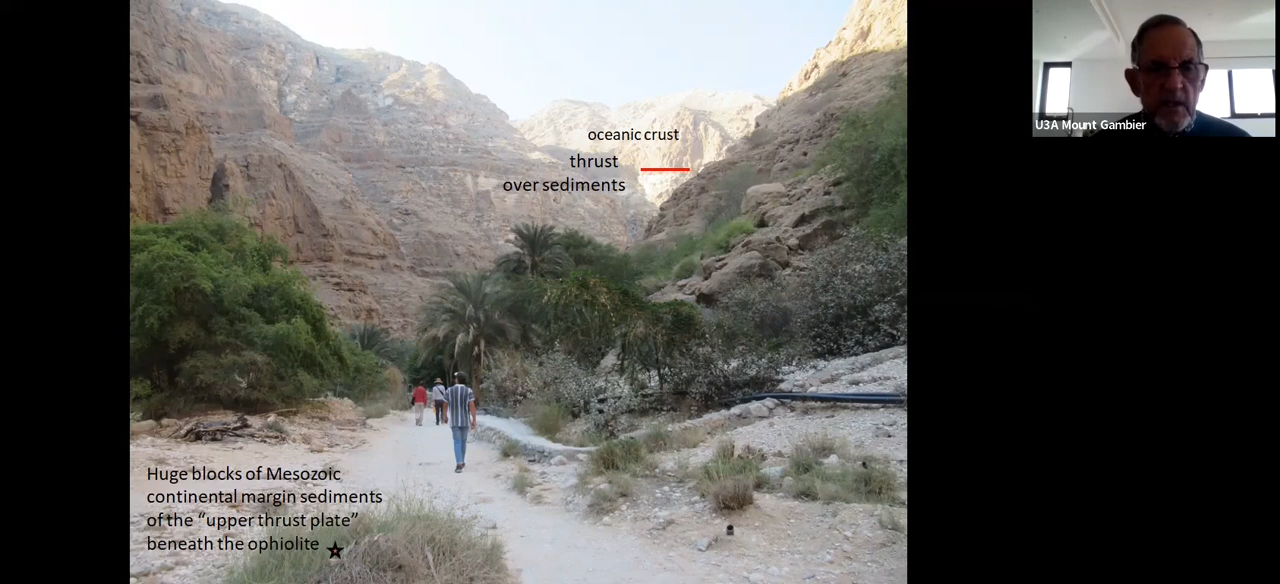 oceanic crust
thrust
over sediments
Huge blocks of Mesozoic
continental margin sediments
of the “upper thrust plate”
beneath the ophiolite
U3A Mount Gambier